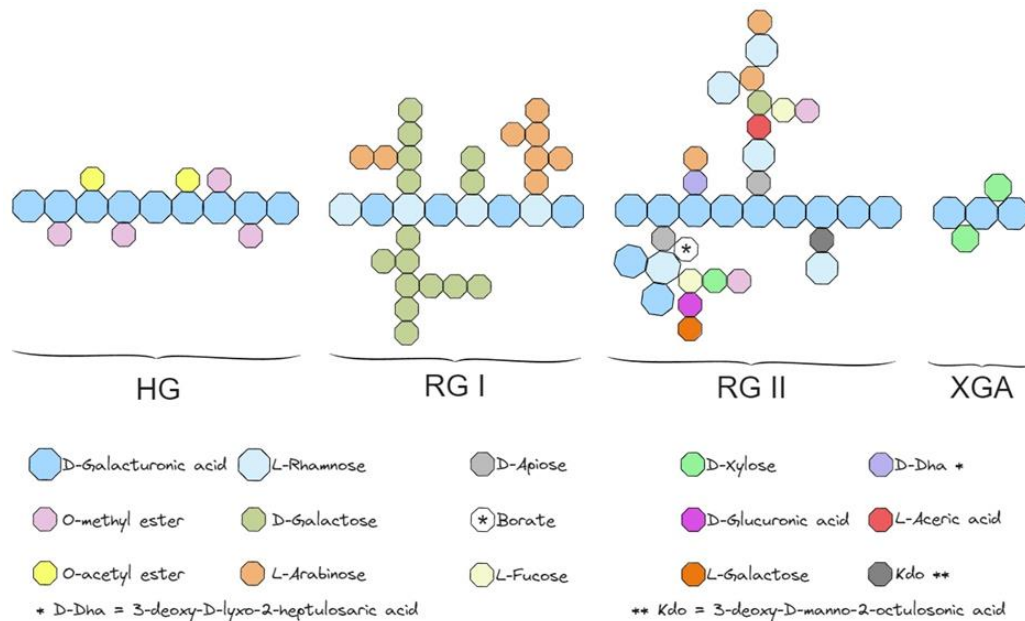 *
HG
RG I
RG II
XGA
D-Galacturonic acid L-Rhamnose D-Apiose D-Xylose D-Dha *
O-methyl ester D-Galactose * Borate D-Glucuronic acid L-Aceric acid
O-acetyl ester L-Arabinose L-Fucose L-Galactose Kdo **
* D-Dha = 3-deoxy-D-lyxo-2-heptulosaric acid ** Kdo = 3-deoxy-D-manno-2-octulosonic acid